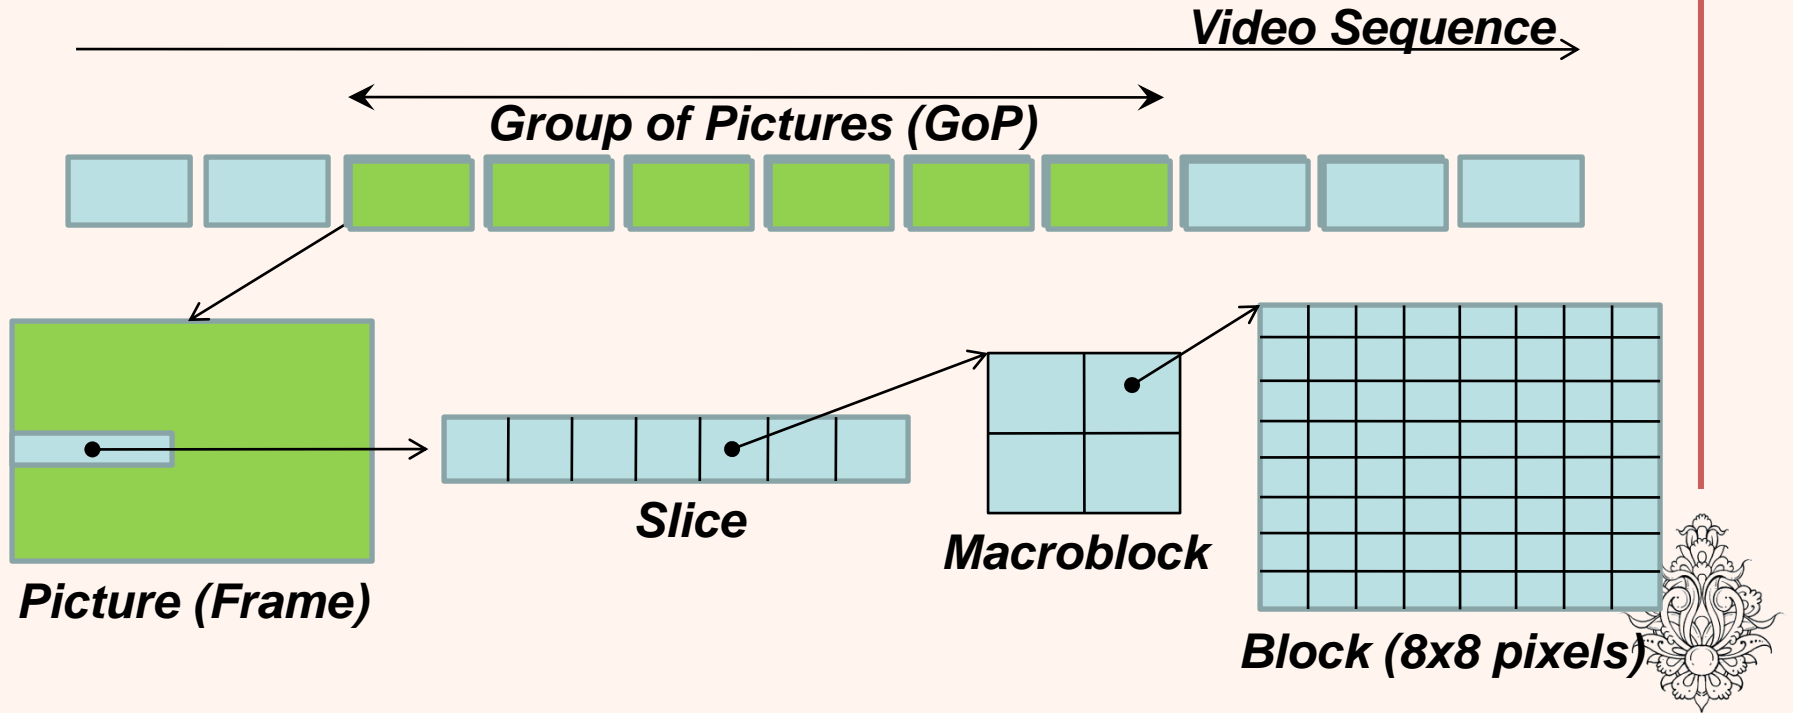 Video Sequence
Group of Pictures (GoP)
Slice
Macroblock
Picture (Frame)
Block (8x8 pixels)